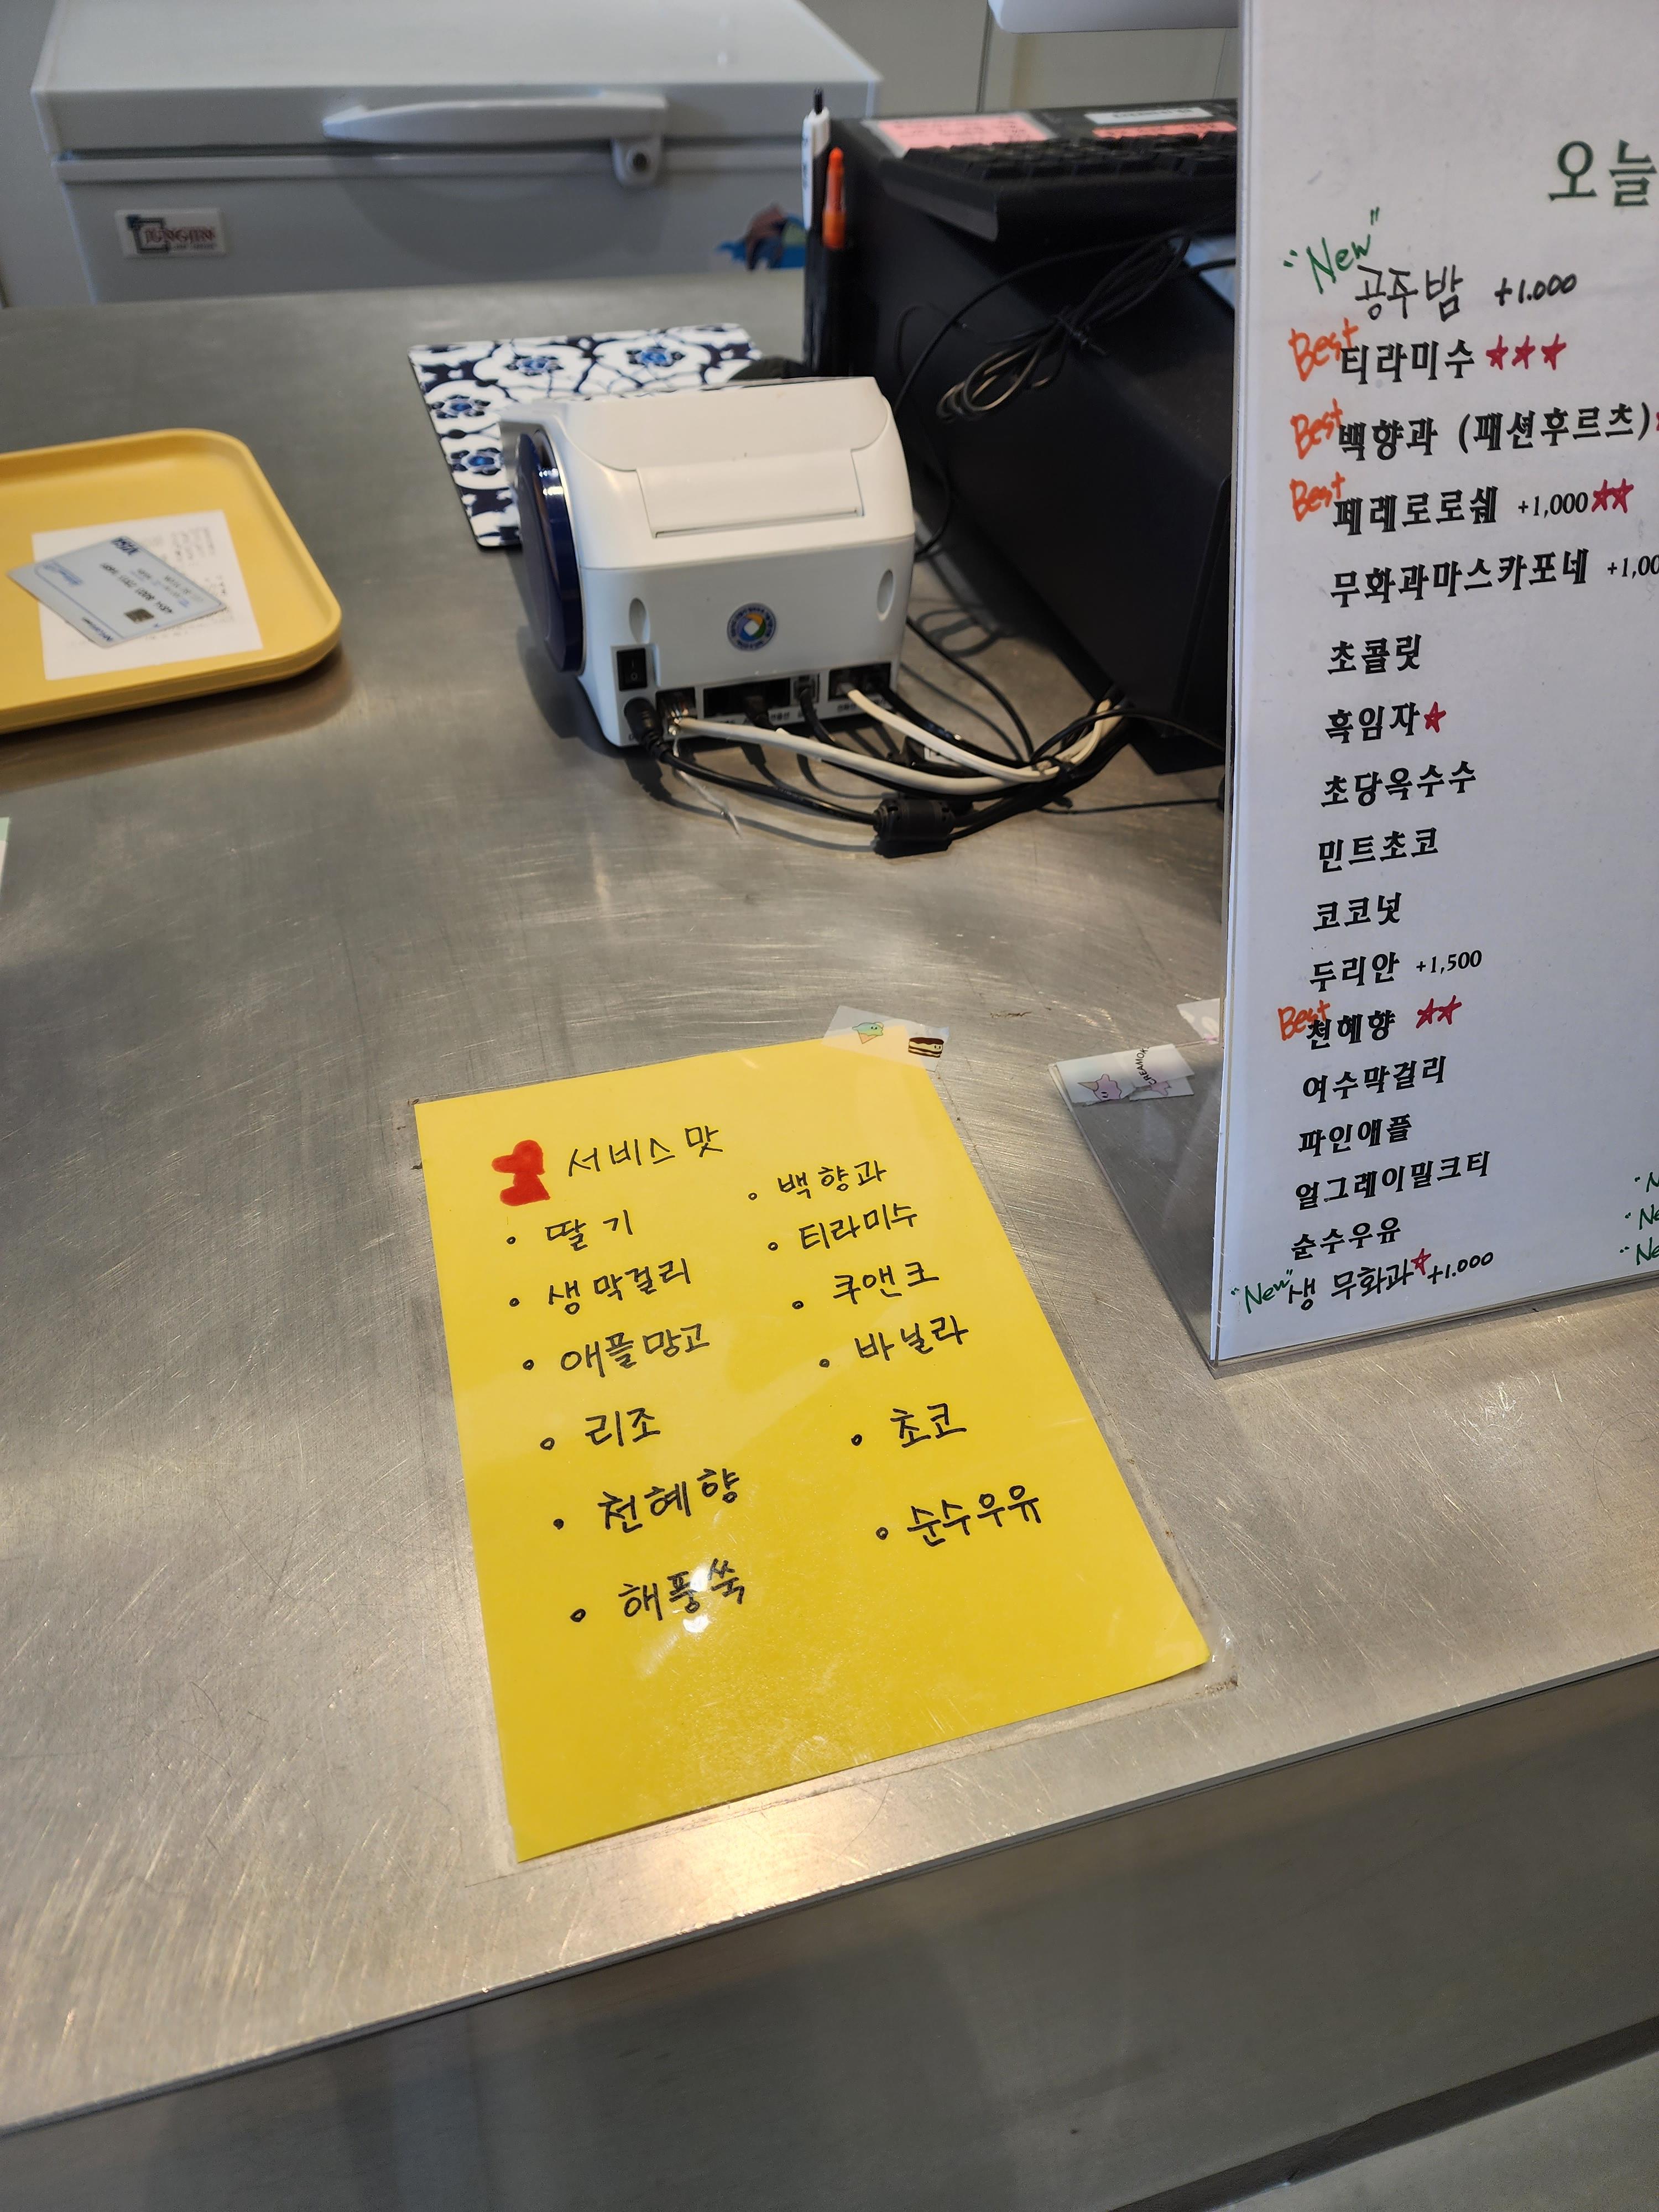 오늘
"New"
공주밤 +1.000
Best 티라미수 ★★★
Best 백향과 (패션후르츠)
Best 페레로로쉐 +1,000 ★★
무화과마스카포네 +1,00
초콜릿
흑임자★
초당옥수수
민트초코
코코넛
두리안 +1,500
Best 천혜향 ★★
여수막걸리
파인애플
얼그레이밀크티
순수우유
"New" 생 무화과★ +1.000
서비스 맛
• 딸기
• 생막걸리
• 애플망고
• 리조
• 천혜향
• 해풍쑥
• 백향과
• 티라미수
• 쿠앤크
• 바닐라
• 초코
• 순수우유